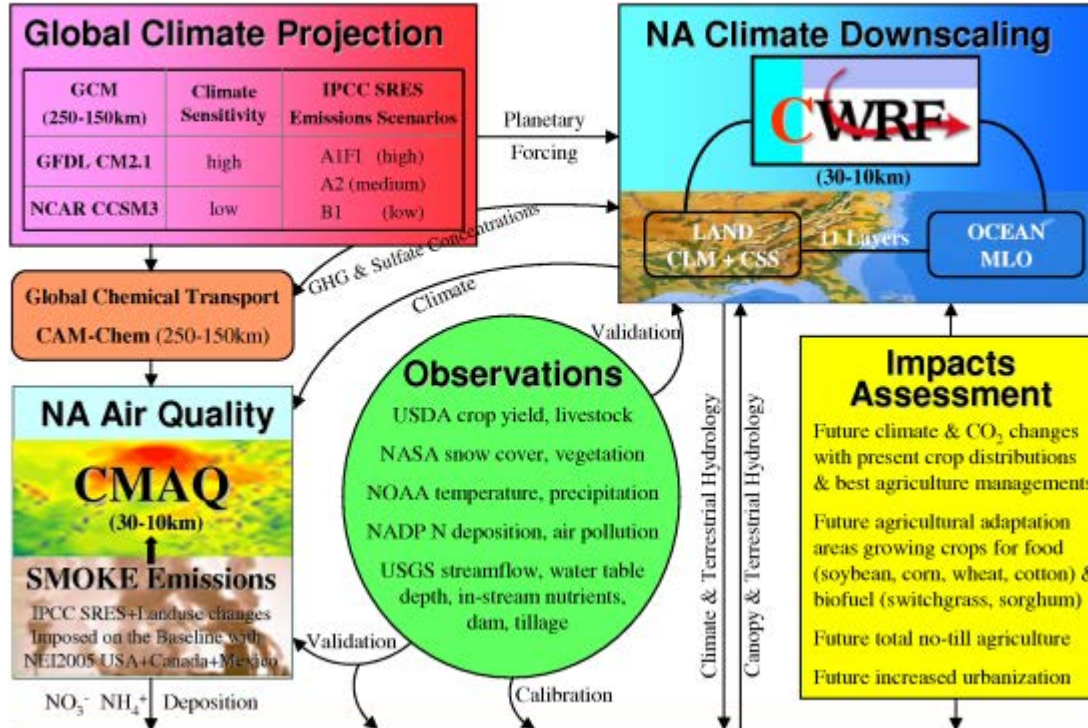 Global Climate Projection
GCM
(250-150km)
Climate
Sensitivity
IPCC SRES
Emissions Scenarios
GFDL CM2.1
high
A1FI (high)
A2 (medium)
B1 (low)
NCAR CCSM3
low
Planetary
Forcing
NA Climate Downscaling
CWRF
(30-10km)
LAND
CLM + CSS
11 Layers
OCEAN
MLO
GHG & Sulfate Concentrations
Climate
Global Chemical Transport
CAM-Chem (250-150km)
NA Air Quality
CMAQ
(30-10km)
SMOKE Emissions
IPCC SRES+Landuse changes
Imposed on the Baseline with
NEI2005 USA+Canada+Mexico
NO₃⁻ NH₄⁺ Deposition
Validation
Observations
USDA crop yield, livestock
NASA snow cover, vegetation
NOAA temperature, precipitation
NADP N deposition, air pollution
USGS streamflow, water table
depth, in-stream nutrients,
dam, tillage
Validation
Calibration
Climate & Terrestrial Hydrology
Canopy & Terrestrial Hydrology
Impacts
Assessment
Future climate & CO₂ changes
with present crop distributions
& best agriculture managements
Future agricultural adaptation
areas growing crops for food
(soybean, corn, wheat, cotton) &
biofuel (switchgrass, sorghum)
Future total no-till agriculture
Future increased urbanization